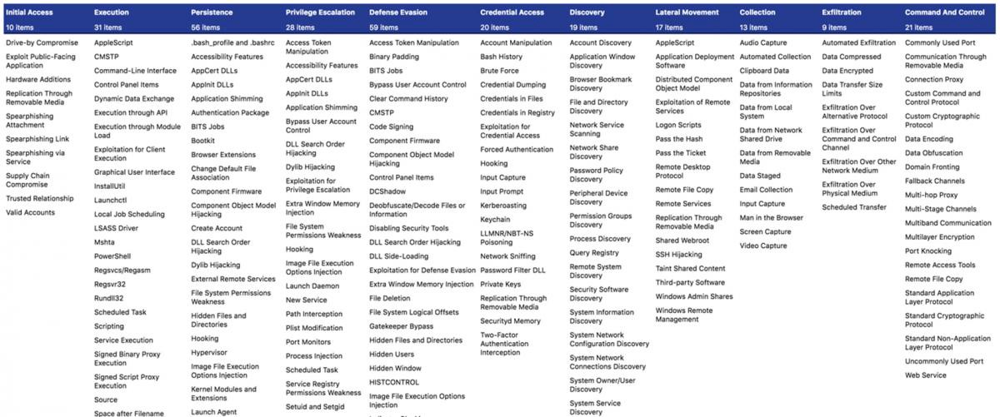 Initial Access
10 items
Drive-by Compromise
Exploit Public-Facing
Application
Hardware Additions
Replication Through
Removable Media
Spearphishing
Attachment
Spearphishing Link
Spearphishing via
Service
Supply Chain
Compromise
Trusted Relationship
Valid Accounts
Execution
31 items
AppleScript
CMSTP
Command-Line Interface
Control Panel Items
Dynamic Data Exchange
Execution through API
Execution through Module
Load
Exploitation for Client
Execution
Graphical User Interface
InstallUtil
Launchctl
Local Job Scheduling
LSASS Driver
Mshta
PowerShell
Regsvcs/Regasm
Regsvr32
Rundll32
Scheduled Task
Scripting
Service Execution
Signed Binary Proxy
Execution
Signed Script Proxy
Execution
Source
Space after Filename
Persistence
56 items
.bash_profile and .bashrc
Accessibility Features
AppCert DLLs
AppInit DLLs
Application Shimming
Authentication Package
BITS Jobs
Bootkit
Browser Extensions
Change Default File
Association
Component Firmware
Component Object Model
Hijacking
Create Account
DLL Search Order
Hijacking
Dylib Hijacking
External Remote Services
File System Permissions
Weakness
Hidden Files and
Directories
Hooking
Hypervisor
Image File Execution
Options Injection
Kernel Modules and
Extensions
Launch Agent
Privilege Escalation
28 items
Access Token
Manipulation
Accessibility Features
AppCert DLLs
AppInit DLLs
Application Shimming
Bypass User Account
Control
DLL Search Order
Hijacking
Dylib Hijacking
Exploitation for
Privilege Escalation
Extra Window Memory
Injection
File System
Permissions Weakness
Hooking
Image File Execution
Options Injection
Launch Daemon
New Service
Path Interception
Plist Modification
Port Monitors
Process Injection
Scheduled Task
Service Registry
Permissions Weakness
Setuid and Setgid
Defense Evasion
59 items
Access Token Manipulation
Binary Padding
BITS Jobs
Bypass User Account Control
Clear Command History
CMSTP
Code Signing
Component Firmware
Component Object Model
Hijacking
Control Panel Items
DCShadow
Deobfuscate/Decode Files or
Information
Disabling Security Tools
DLL Search Order Hijacking
DLL Side-Loading
Exploitation for Defense Evasion
Extra Window Memory Injection
File Deletion
File System Logical Offsets
Gatekeeper Bypass
Hidden Files and Directories
Hidden Users
Hidden Window
HISTCONTROL
Image File Execution Options
Injection
Credential Access
20 items
Account Manipulation
Bash History
Brute Force
Credential Dumping
Credentials in Files
Credentials in Registry
Exploitation for
Credential Access
Forced Authentication
Hooking
Input Capture
Input Prompt
Kerberoasting
Keychain
LLMNR/NBT-NS
Poisoning
Network Sniffing
Password Filter DLL
Private Keys
Replication Through
Removable Media
Securityd Memory
Two-Factor
Authentication
Interception
Discovery
19 items
Account Discovery
Application Window
Discovery
Browser Bookmark
Discovery
File and Directory
Discovery
Network Service
Scanning
Network Share
Discovery
Password Policy
Discovery
Peripheral Device
Discovery
Permission Groups
Discovery
Process Discovery
Query Registry
Remote System
Discovery
Security Software
Discovery
System Information
Discovery
System Network
Configuration Discovery
System Network
Connections Discovery
System Owner/User
Discovery
System Service
Discovery
Lateral Movement
17 items
AppleScript
Application Deployment
Software
Distributed Component
Object Model
Exploitation of Remote
Services
Logon Scripts
Pass the Hash
Pass the Ticket
Remote Desktop
Protocol
Remote File Copy
Remote Services
Replication Through
Removable Media
Shared Webroot
SSH Hijacking
Taint Shared Content
Third-party Software
Windows Admin Shares
Windows Remote
Management
Collection
13 items
Audio Capture
Automated Collection
Clipboard Data
Data from Information
Repositories
Data from Local
System
Data from Network
Shared Drive
Data from Removable
Media
Data Staged
Email Collection
Input Capture
Man in the Browser
Screen Capture
Video Capture
Exfiltration
9 items
Automated Exfiltration
Data Compressed
Data Encrypted
Data Transfer Size
Limits
Exfiltration Over
Alternative Protocol
Exfiltration Over
Command and Control
Channel
Exfiltration Over Other
Network Medium
Exfiltration Over
Physical Medium
Scheduled Transfer
Command And Control
21 items
Commonly Used Port
Communication Through
Removable Media
Connection Proxy
Custom Command and
Control Protocol
Custom Cryptographic
Protocol
Data Encoding
Data Obfuscation
Domain Fronting
Fallback Channels
Multi-hop Proxy
Multi-Stage Channels
Multiband Communication
Multilayer Encryption
Port Knocking
Remote Access Tools
Remote File Copy
Standard Application
Layer Protocol
Standard Cryptographic
Protocol
Standard Non-Application
Layer Protocol
Uncommonly Used Port
Web Service